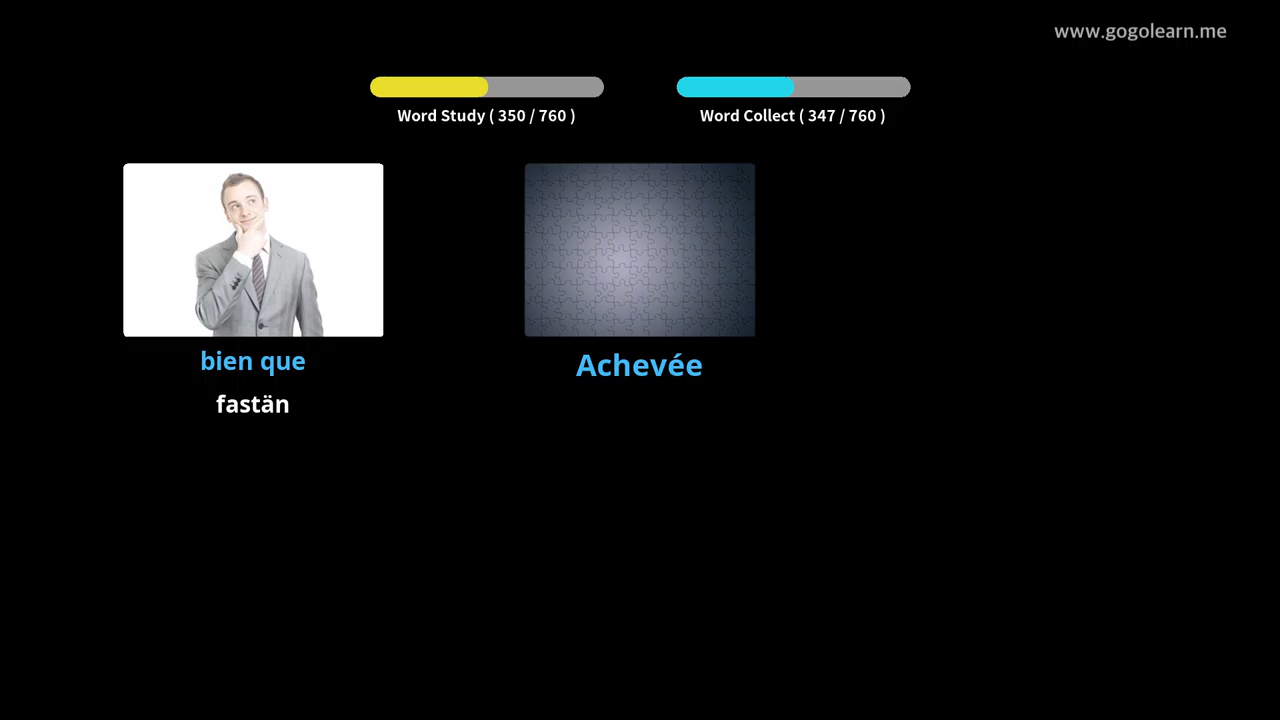 www.gogolearn.me
Word Study ( 350 / 760 )
Word Collect ( 347 / 760 )
bien que
fastän
Achevée